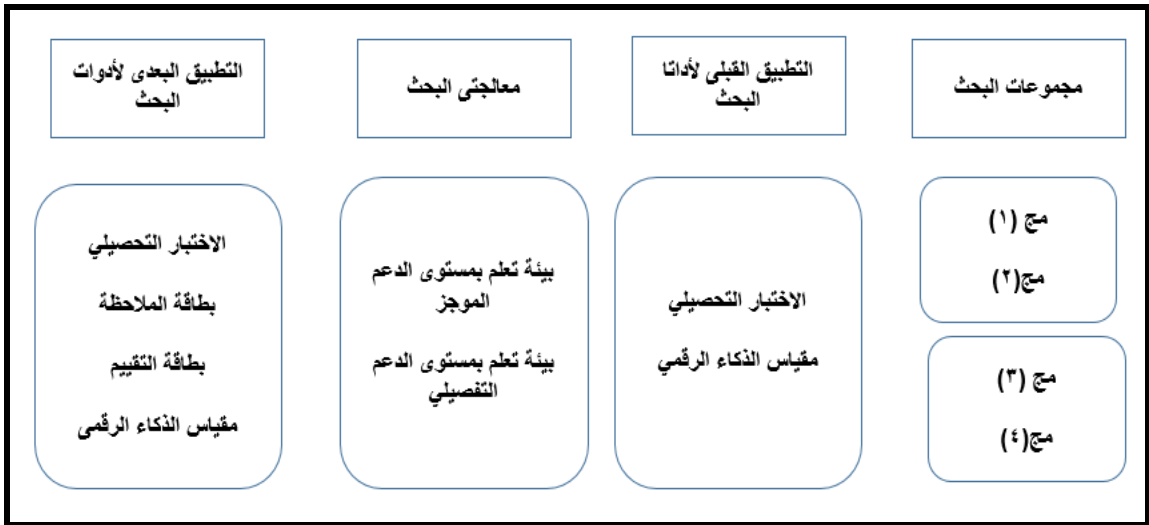 مجموعات البحث
التطبيق القبلى لأداتا
البحث
معالجتى البحث
التطبيق البعدى لأدوات
البحث
مج (١)
مج(٢)
مج (٣)
مج(٤)
الاختبار التحصيلي
مقياس الذكاء الرقمي
بيئة تعلم بمستوى الدعم
الموجز
بيئة تعلم بمستوى الدعم
التفصيلي
الاختبار التحصيلي
بطاقة الملاحظة
بطاقة التقييم
مقياس الذكاء الرقمى